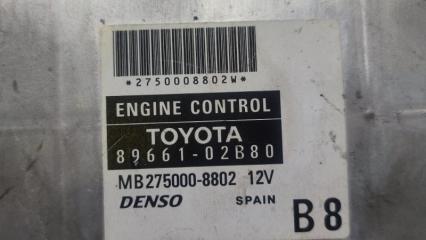 *2750008802W*
ENGINE CONTROL
TOYOTA
89661-02B80
MB275000-8802 12V
DENSO SPAIN B8